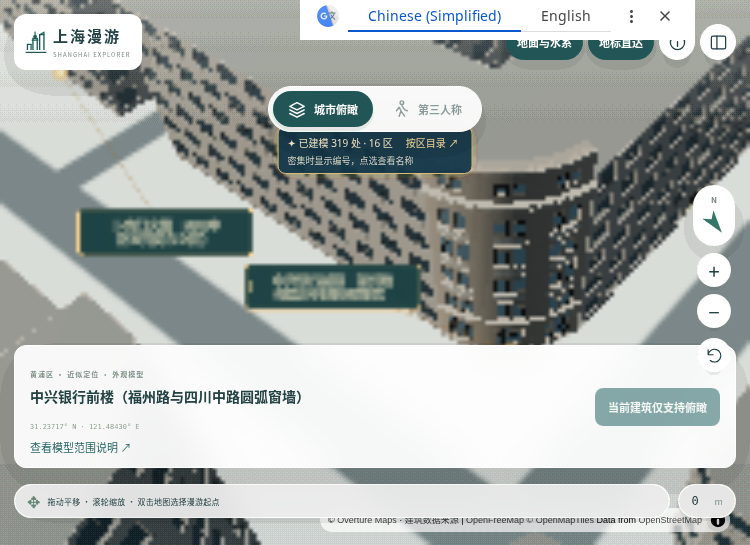 Chinese (Simplified)
English
上海漫游
SHANGHAI EXPLORER
地面与水系
地标直达
城市俯瞰
第三人称
✦ 已建模 319 处 · 16 区 按区目录 ↗
密集时显示编号，点选查看名称
N
+
−
黄浦区 · 近似定位 · 外观模型
中兴银行前楼（福州路与四川中路圆弧窗墙）
31.23717° N · 121.48430° E
查看模型范围说明 ↗
当前建筑仅支持俯瞰
拖动平移 · 滚轮缩放 · 双击地图选择漫游起点
0 m
© Overture Maps · 建筑数据来源 | OpenFreeMap © OpenMapTiles Data from OpenStreetMap